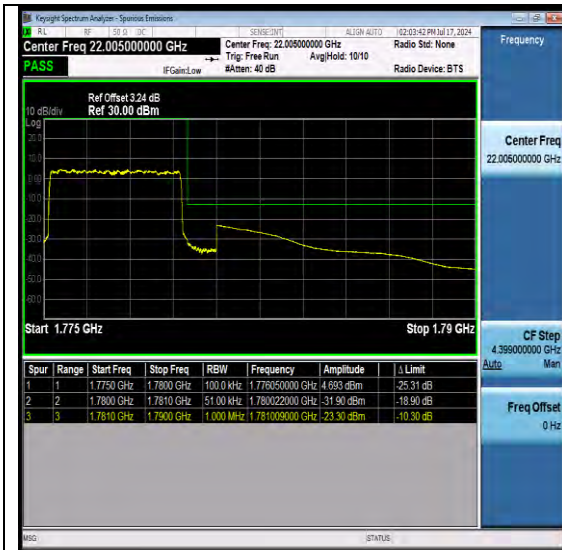 Keysight Spectrum Analyzer - Spurious Emissions
RL RF 50 Ω DC SENSE:INT ALIGN AUTO 02:03:42 PM Jul 17, 2024
Center Freq 22.005000000 GHz
Center Freq: 22.005000000 GHz
Radio Std: None
Frequency
PASS
IFGain:Low
Trig: Free Run
Avg|Hold: 10/10
#Atten: 40 dB
Radio Device: BTS
Ref Offset 3.24 dB
10 dB/div Ref 30.00 dBm
Log
20.0
10.0
0.00
-10.0
-20.0
-30.0
-40.0
-50.0
-60.0
Start 1.775 GHz Stop 1.79 GHz
Spur Range Start Freq Stop Freq RBW Frequency Amplitude Δ Limit
1 1 1.7750 GHz 1.7800 GHz 100.0 kHz 1.776050000 GHz 4.693 dBm -25.31 dB
2 2 1.7800 GHz 1.7810 GHz 51.00 kHz 1.780022000 GHz -31.90 dBm -18.90 dB
3 3 1.7810 GHz 1.7900 GHz 1.000 MHz 1.781009000 GHz -23.30 dBm -10.30 dB
Center Freq
22.005000000 GHz
CF Step
4.399000000 GHz
Auto Man
Freq Offset
0 Hz
MSG STATUS